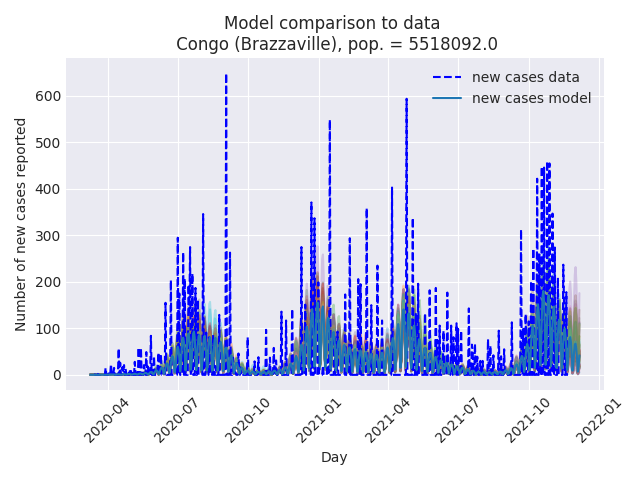 Model comparison to data
Congo (Brazzaville), pop. = 5518092.0
new cases data
new cases model
Number of new cases reported
600
500
400
300
200
100
0
2020-04
2020-07
2020-10
2021-01
2021-04
2021-07
2021-10
2022-01
Day